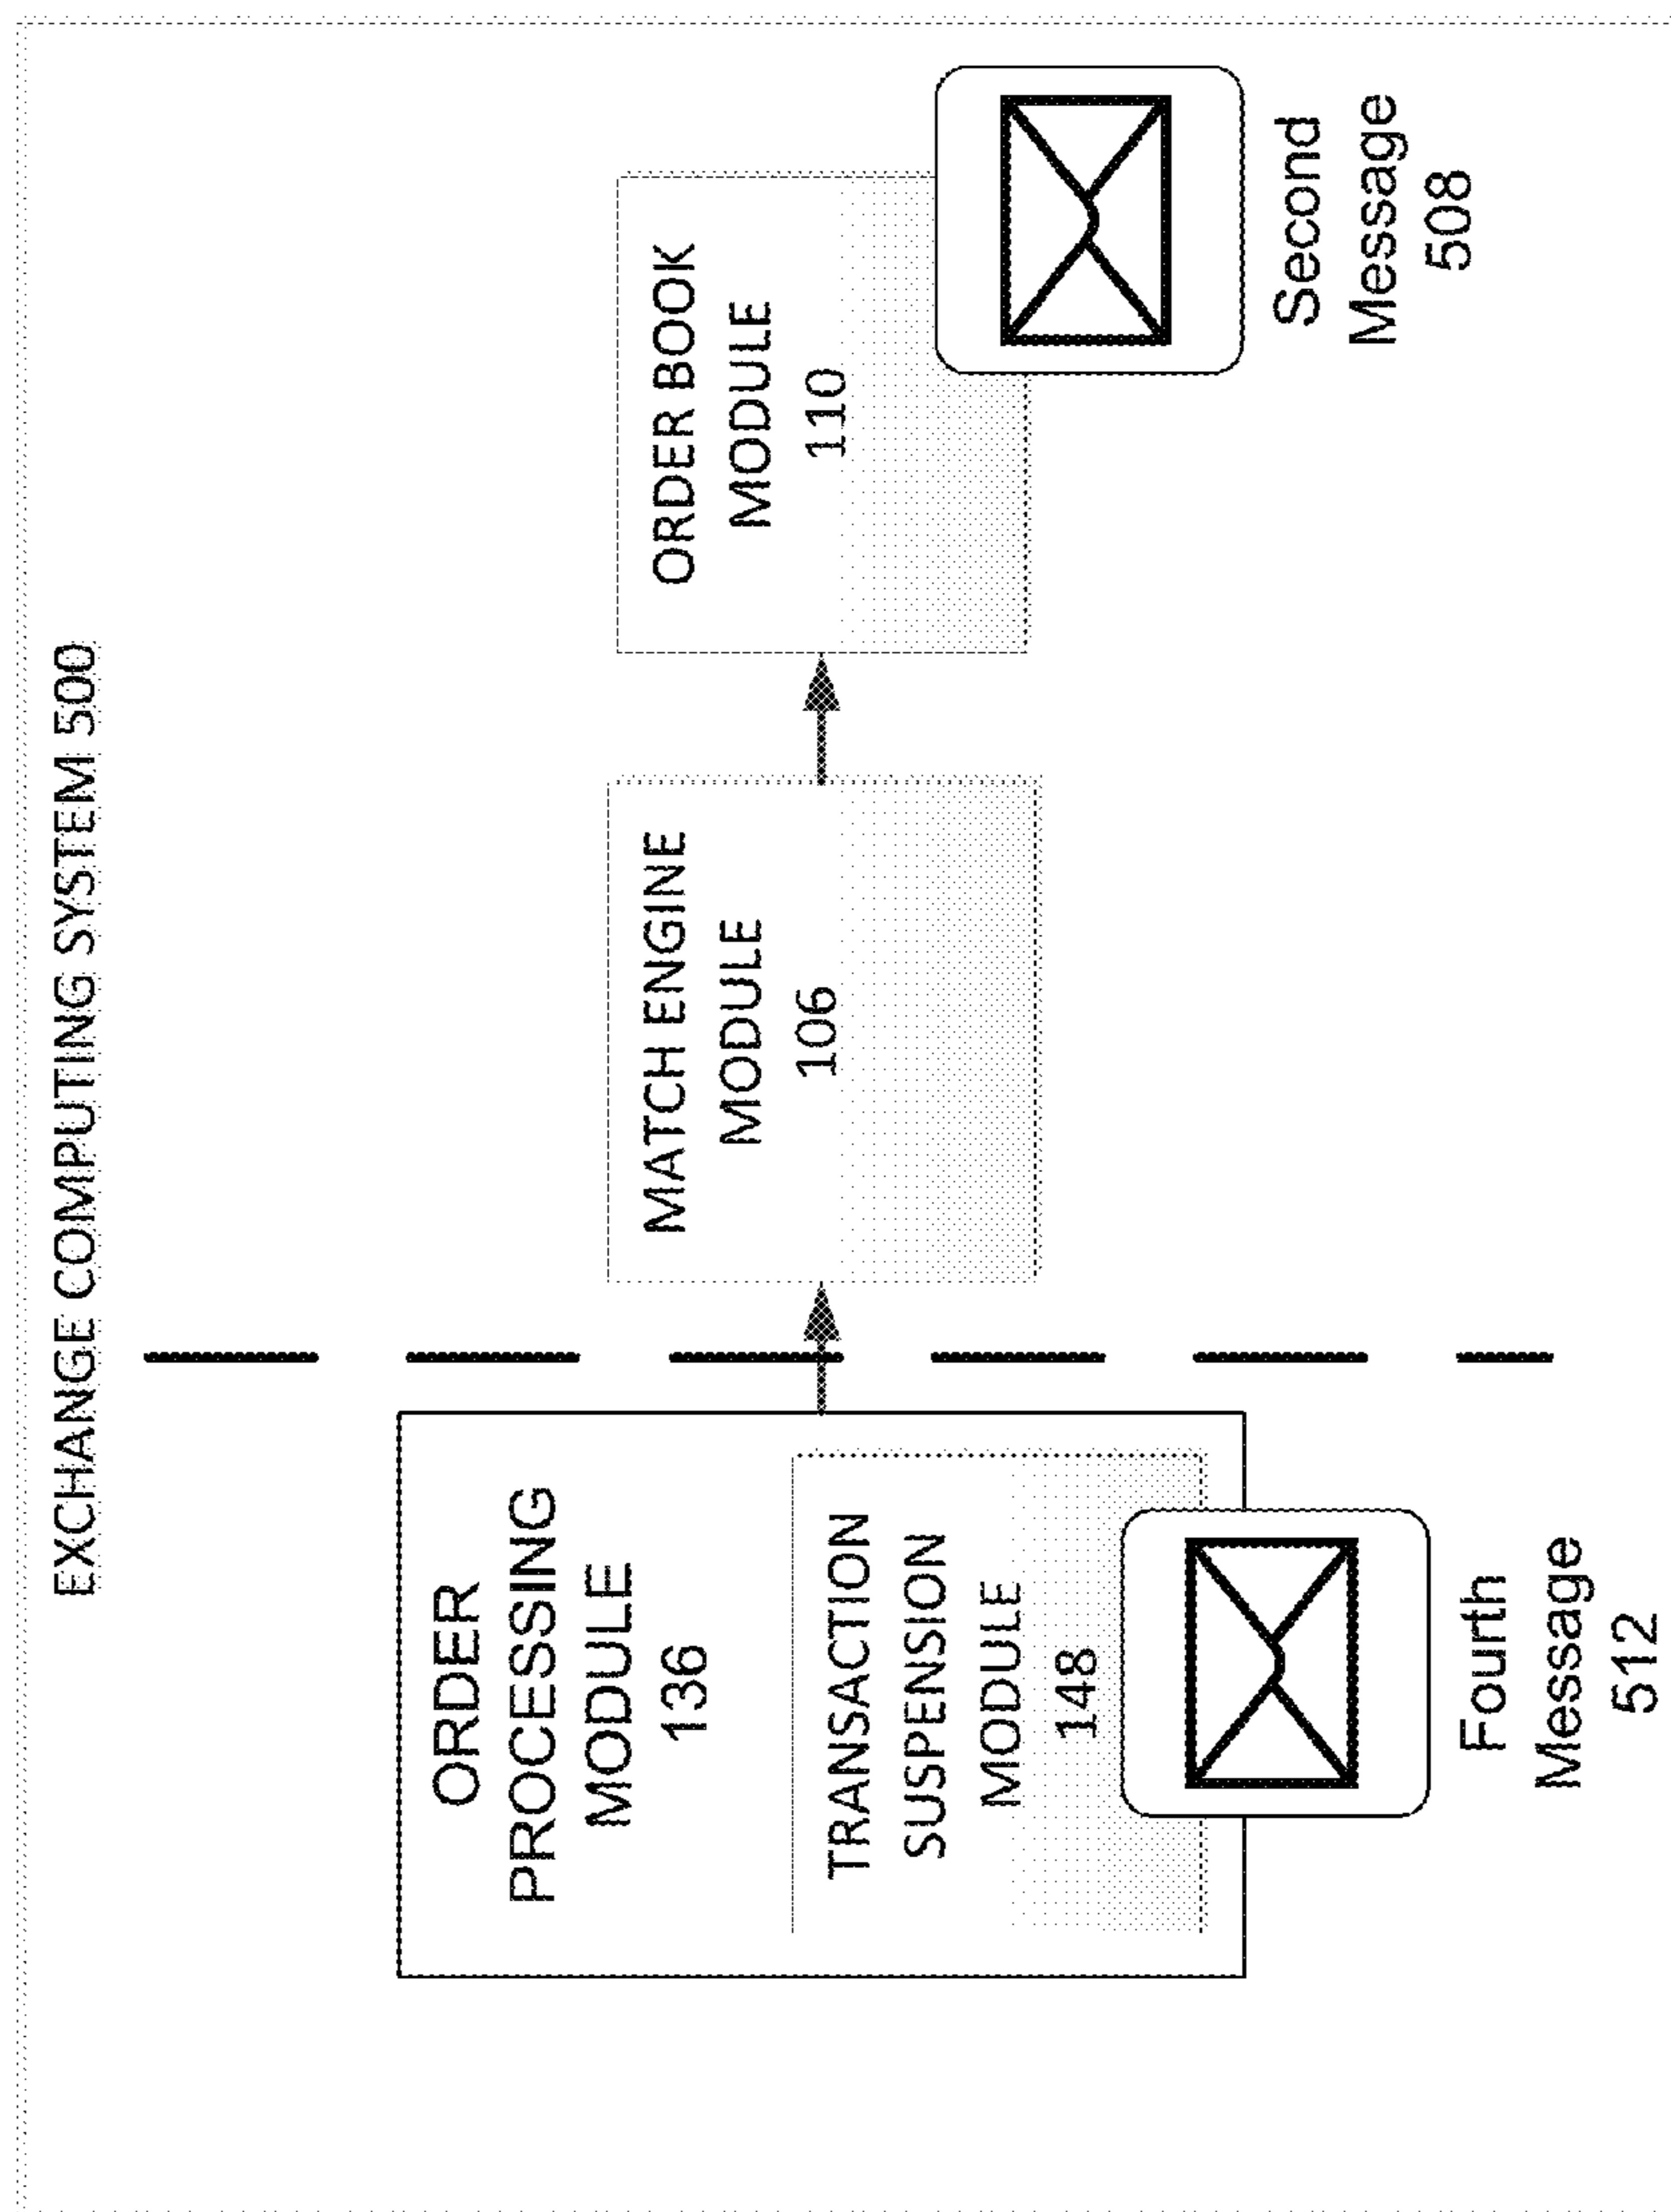 EXCHANGE COMPUTING SYSTEM 500
ORDER
PROCESSING
MODULE
136
TRANSACTION
SUSPENSION
MODULE
148
Fourth
Message
512
MATCH ENGINE
MODULE
106
ORDER BOOK
MODULE
110
Second
Message
508